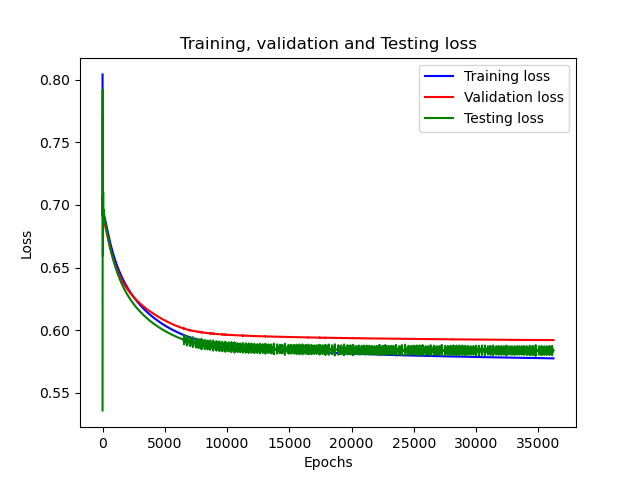 Training, validation and Testing loss
Training loss
Validation loss
Testing loss
Loss
0.80
0.75
0.70
0.65
0.60
0.55
0
5000
10000
15000
20000
25000
30000
35000
Epochs